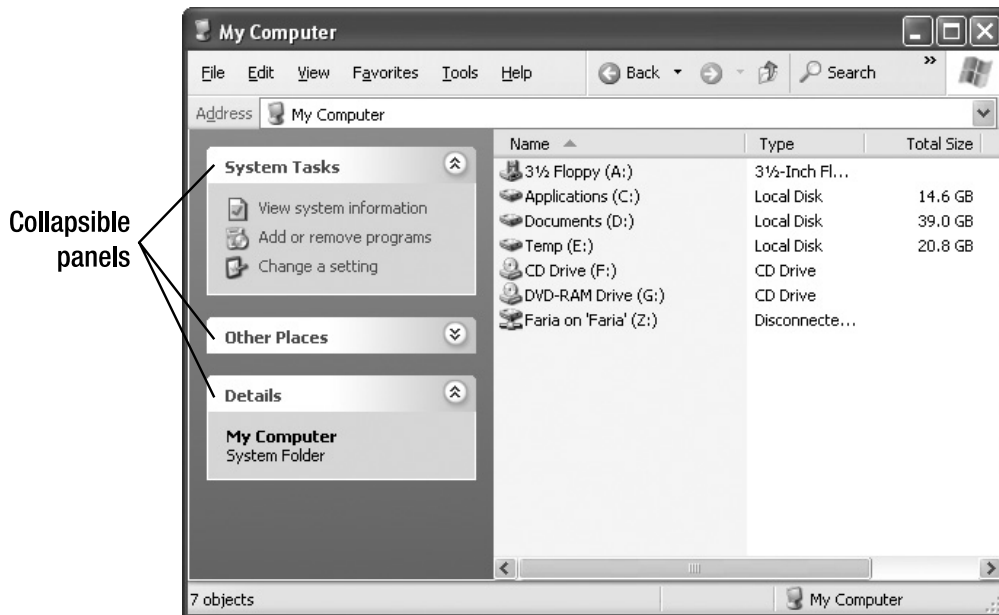 My Computer
File Edit View Favorites Tools Help Back Search »
Address My Computer
Collapsible
panels
System Tasks
View system information
Add or remove programs
Change a setting
Other Places
Details
My Computer
System Folder
Name Type Total Size
3½ Floppy (A:) 3½-Inch Fl...
Applications (C:) Local Disk 14.6 GB
Documents (D:) Local Disk 39.0 GB
Temp (E:) Local Disk 20.8 GB
CD Drive (F:) CD Drive
DVD-RAM Drive (G:) CD Drive
Faria on 'Faria' (Z:) Disconnecte...
7 objects My Computer